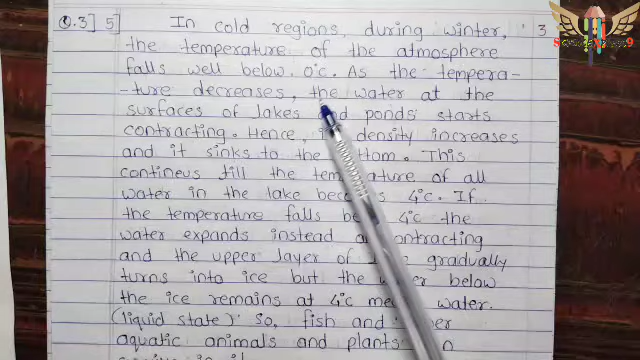 Q.3] 5] In cold regions, during winter, 3
the temperature of the atmosphere
falls well below 0°c. As the tempera-
-ture decreases, the water at the
surfaces of lakes and ponds starts
contracting. Hence, density increases
and it sinks to the This
contineus till the of all
water in the lake 4°c. If
the temperature falls 4°c the
water expands instead contracting
and the upper layer of gradually
turns into ice but the below
the ice remains at 4°c water.
(liquid state). So, fish and
aquatic animals and plants